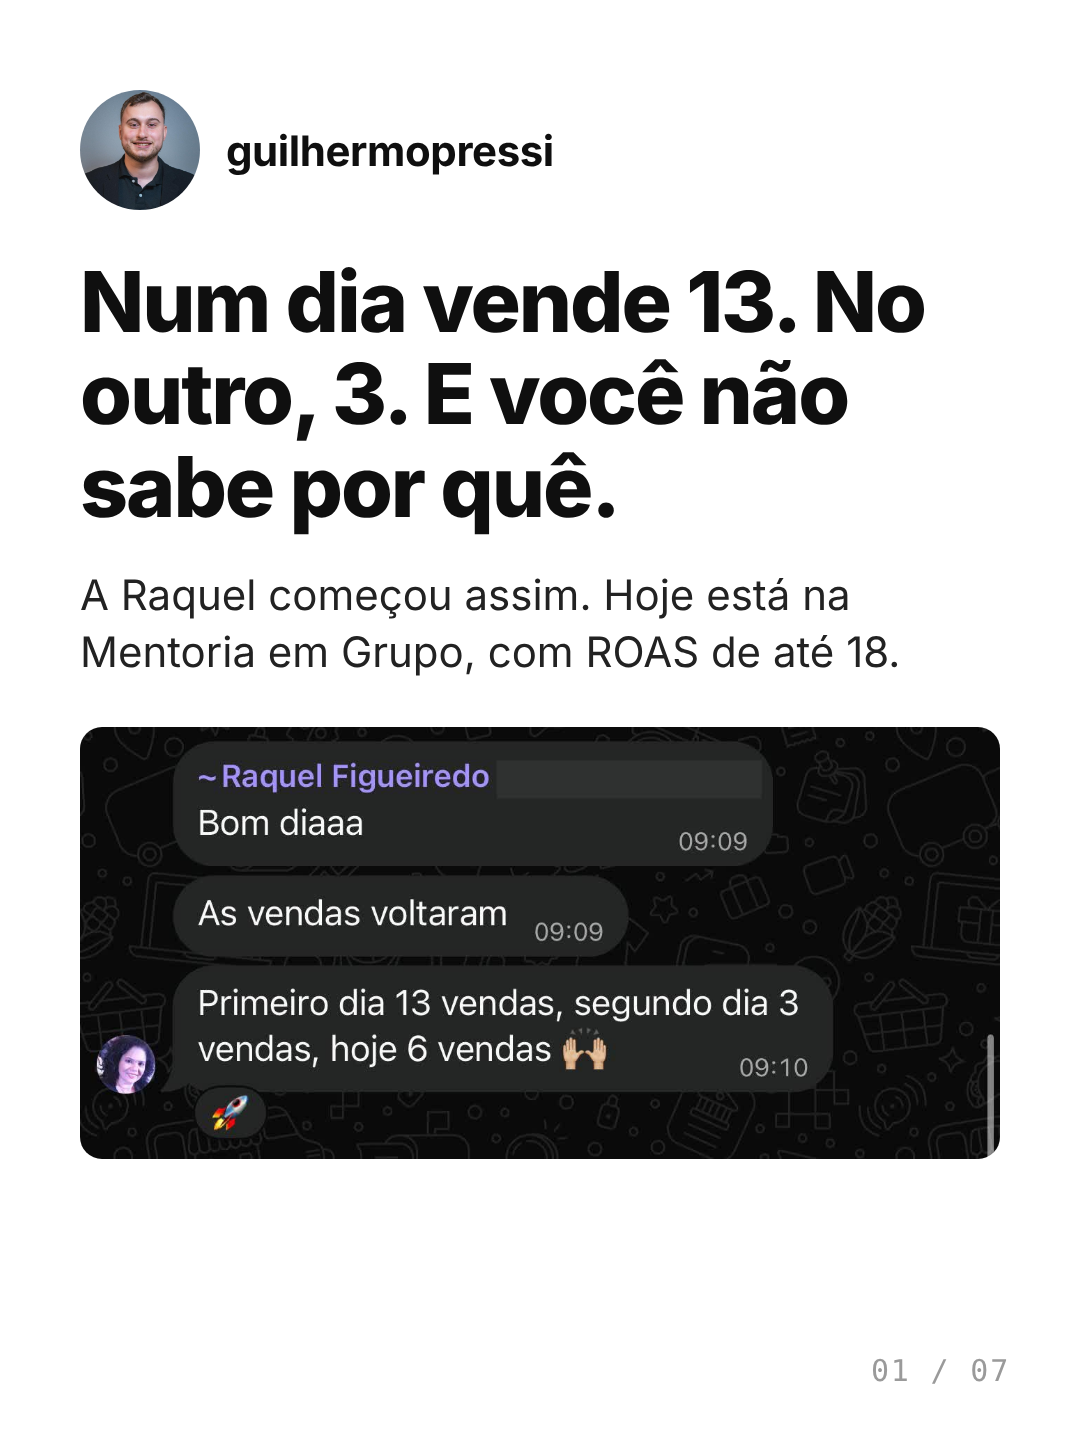 guilhermopressi
Num dia vende 13. No
outro, 3. E você não
sabe por quê.
A Raquel começou assim. Hoje está na
Mentoria em Grupo, com ROAS de até 18.
~Raquel Figueiredo
Bom diaaa
09:09
As vendas voltaram
09:09
Primeiro dia 13 vendas, segundo dia 3
vendas, hoje 6 vendas 🙌🏼
09:10
🚀
01 / 07